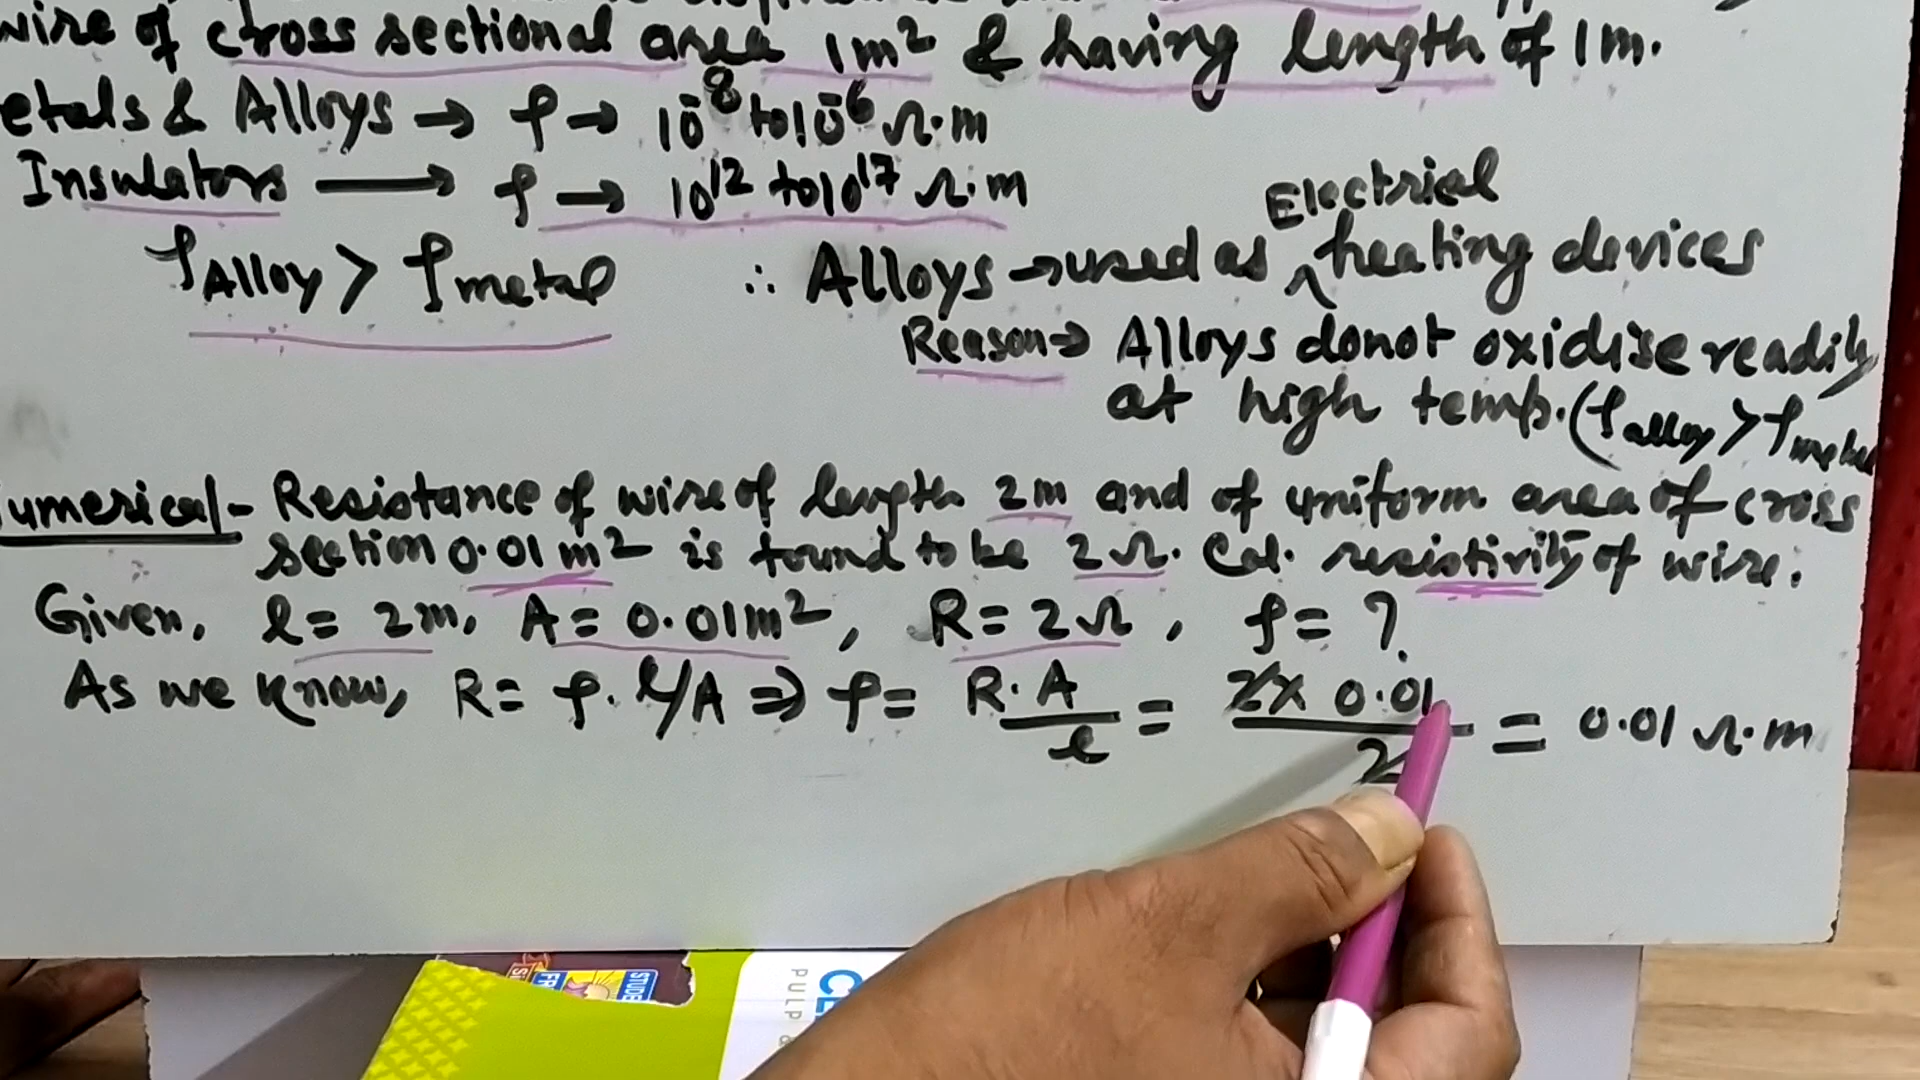 wire of cross sectional area 1m² & having length of 1m.
etals & Alloys → ρ → 10⁻⁸ to 10⁻⁶ Ω.m
Insulators → ρ → 10¹² to 10¹⁷ Ω.m
ρAlloy > ρmetal ∴ Alloys → used as Electrical heating devices
Reason → Alloys donot oxidise readily
at high temp. (ρalloy > ρmetal
umerical - Resistance of wire of length 2m and of uniform area of cross
section 0.01m² is found to be 2Ω. Cal. resistivity of wire.
Given, l = 2m, A = 0.01m², R = 2Ω, ρ = ?
As we know, R = ρ. l/A ⇒ ρ = R.A/l = 2 x 0.01/2 = 0.01 Ω.m
STUDE
CL
PULP &